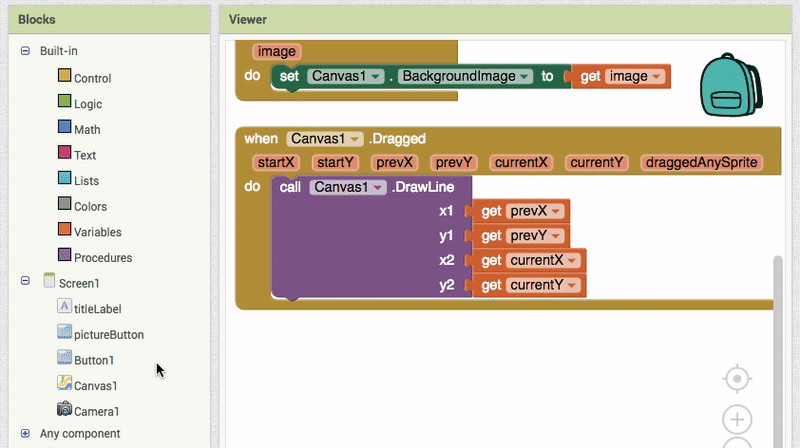 Blocks
Built-in
Control
Logic
Math
Text
Lists
Colors
Variables
Procedures
Screen1
titleLabel
pictureButton
Button1
Canvas1
Camera1
Any component
Viewer
image
do set Canvas1 . BackgroundImage to get image
when Canvas1 .Dragged
startX startY prevX prevY currentX currentY draggedAnySprite
do call Canvas1 .DrawLine
x1 get prevX
y1 get prevY
x2 get currentX
y2 get currentY